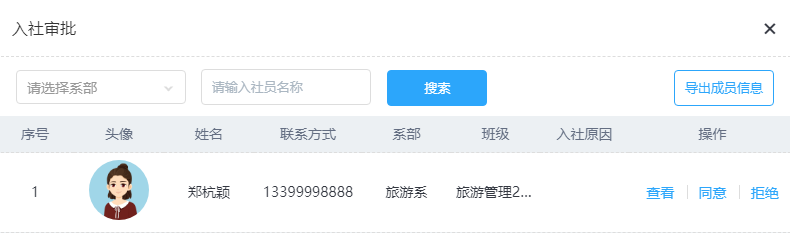 入社审批
请选择系部 请输入社员名称 搜索 导出成员信息
序号 头像 姓名 联系方式 系部 班级 入社原因 操作
1 郑杭颖 13399998888 旅游系 旅游管理2... 查看 同意 拒绝